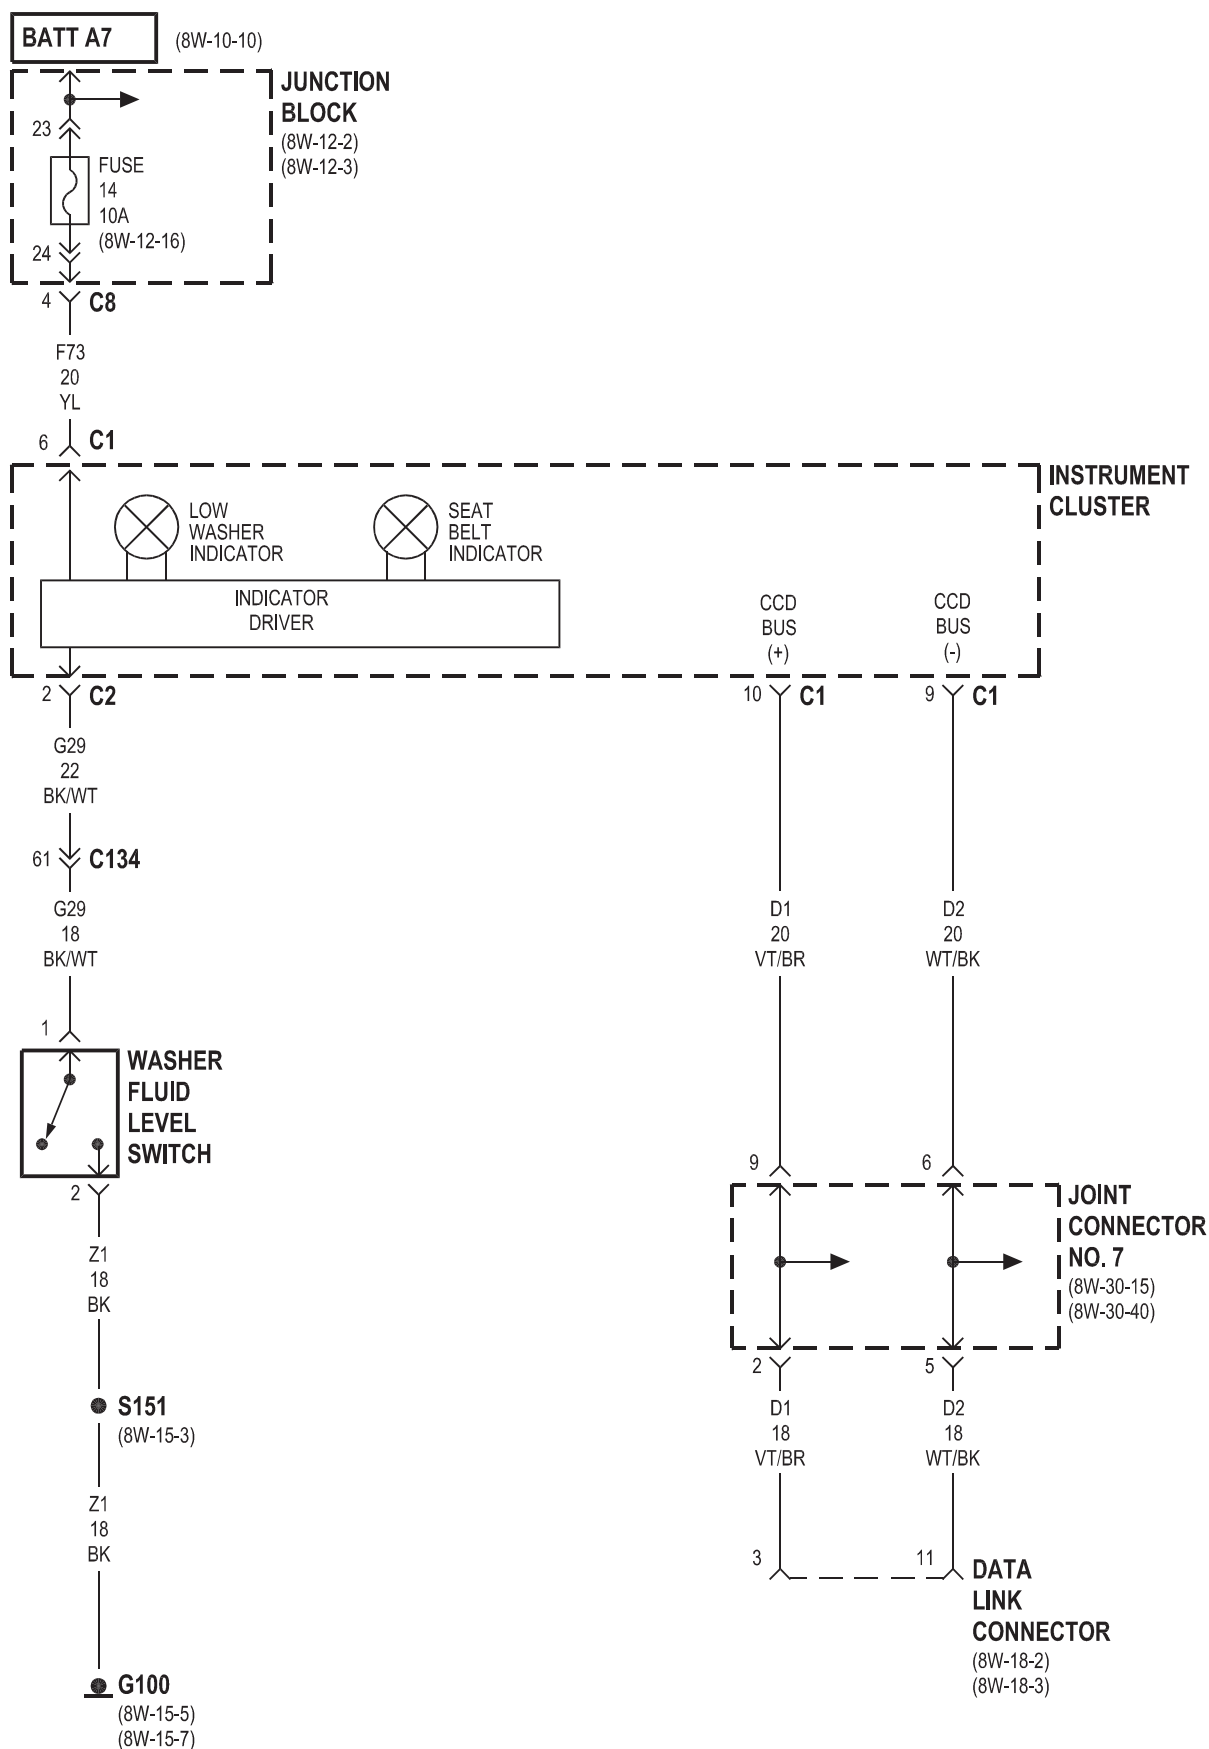 BATT A7
(8W-10-10)
JUNCTION
BLOCK
(8W-12-2)
(8W-12-3)
23
FUSE
14
10A
(8W-12-16)
24
4
C8
F73
20
YL
6
C1
INSTRUMENT
CLUSTER
LOW
WASHER
INDICATOR
SEAT
BELT
INDICATOR
INDICATOR
DRIVER
CCD
BUS
(+)
CCD
BUS
(-)
2
C2
10
C1
9
C1
G29
22
BK/WT
61
C134
G29
18
BK/WT
D1
20
VT/BR
D2
20
WT/BK
1
WASHER
FLUID
LEVEL
SWITCH
2
9
6
JOINT
CONNECTOR
NO. 7
(8W-30-15)
(8W-30-40)
Z1
18
BK
2
5
D1
18
VT/BR
D2
18
WT/BK
S151
(8W-15-3)
Z1
18
BK
3
11
DATA
LINK
CONNECTOR
(8W-18-2)
(8W-18-3)
G100
(8W-15-5)
(8W-15-7)